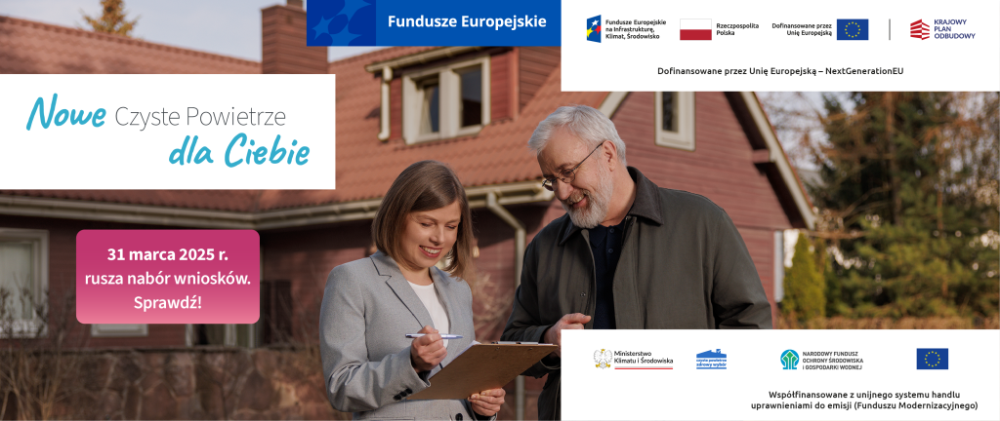 Fundusze Europejskie
Fundusze Europejskie
na Infrastrukturę,
Klimat, Środowisko
Rzeczpospolita
Polska
Dofinansowane przez
Unię Europejską
KRAJOWY
PLAN
ODBUDOWY
Dofinansowane przez Unię Europejską – NextGenerationEU
Nowe Czyste Powietrze
dla Ciebie
31 marca 2025 r.
rusza nabór wniosków.
Sprawdź!
Ministerstwo
Klimatu i Środowiska
czyste powietrze
zdrowy wybór
NARODOWY FUNDUSZ
OCHRONY ŚRODOWISKA
I GOSPODARKI WODNEJ
Współfinansowane z unijnego systemu handlu
uprawnieniami do emisji (Funduszu Modernizacyjnego)